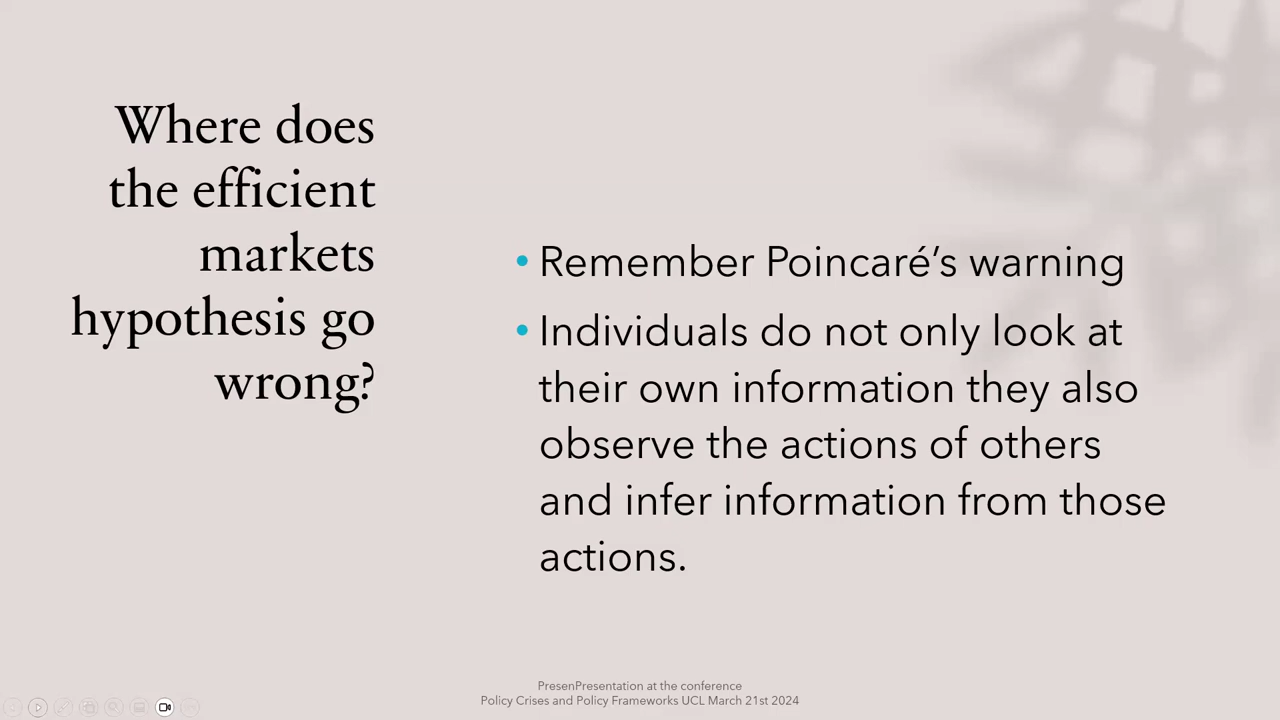 Where does
the efficient
markets
hypothesis go
wrong?
• Remember Poincaré’s warning
• Individuals do not only look at
their own information they also
observe the actions of others
and infer information from those
actions.
PresenPresentation at the conference
Policy Crises and Policy Frameworks UCL March 21st 2024